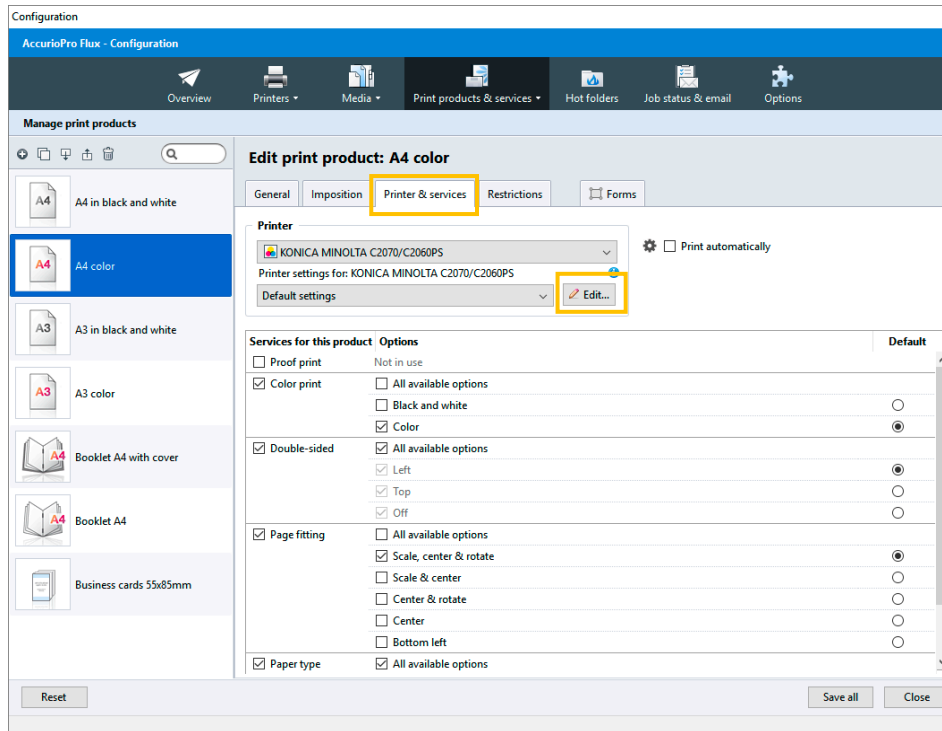 Configuration
AccurioPro Flux - Configuration
Overview
Printers
Media
Print products & services
Hot folders
Job status & email
Options
Manage print products
Edit print product: A4 color
General
Imposition
Printer & services
Restrictions
Forms
A4
A4 in black and white
A4
A4 color
A3
A3 in black and white
A3
A3 color
A4
Booklet A4 with cover
A4
Booklet A4
Business cards 55x85mm
Printer
KONICA MINOLTA C2070/C2060PS
Print automatically
Printer settings for: KONICA MINOLTA C2070/C2060PS
Default settings
Edit...
Services for this product Options Default
Proof print Not in use
Color print All available options
Black and white
Color
Double-sided All available options
Left
Top
Off
Page fitting All available options
Scale, center & rotate
Scale & center
Center & rotate
Center
Bottom left
Paper type All available options
Reset
Save all
Close